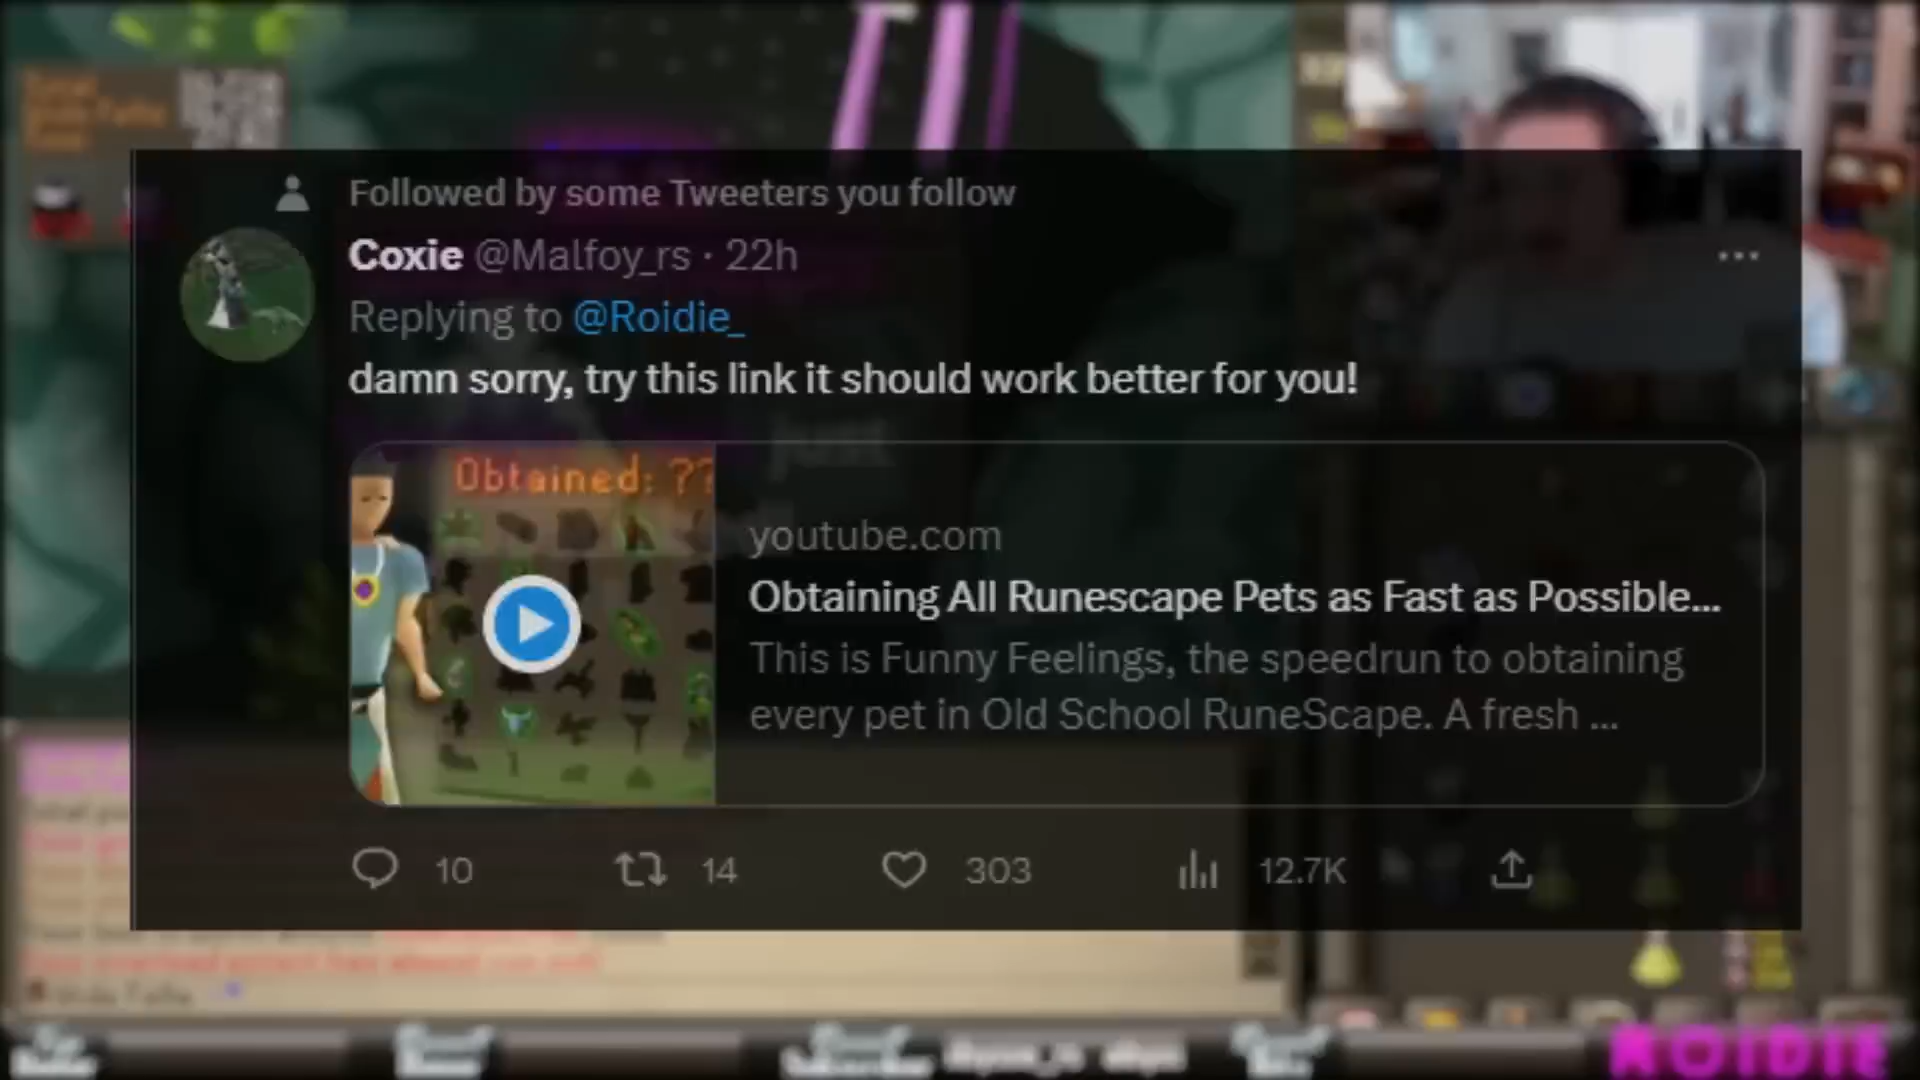 Followed by some Tweeters you follow
Coxie @Malfoy_rs · 22h
Replying to @Roidie_
damn sorry, try this link it should work better for you!
just
Obtained: ??
youtube.com
Obtaining All Runescape Pets as Fast as Possible...
This is Funny Feelings, the speedrun to obtaining
every pet in Old School RuneScape. A fresh ...
10 14 303 12.7K
ROIDIE